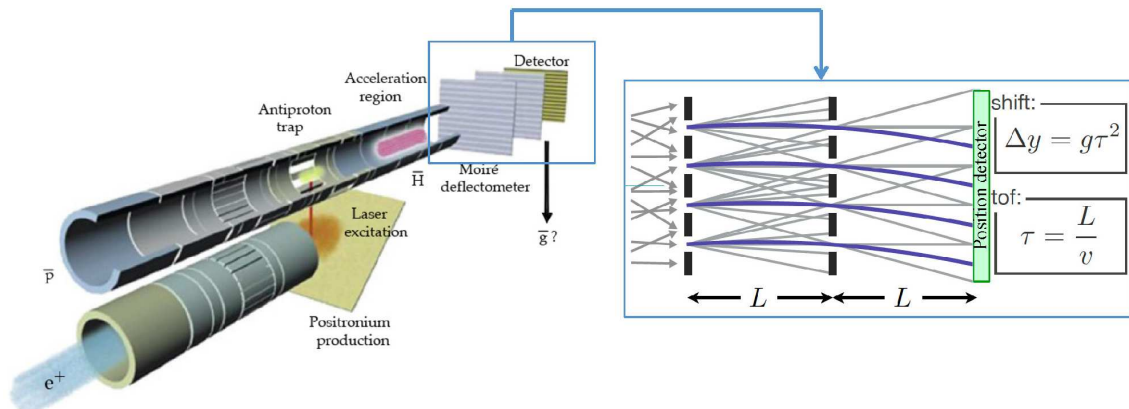 Detector
Acceleration
region
Antiproton
trap
H̅
Moiré
deflectometer
Laser
excitation
g̅ ?
p̅
Positronium
production
e⁺
shift:
Δy = gτ²
Position detector
tof:
τ = L/v
L
L